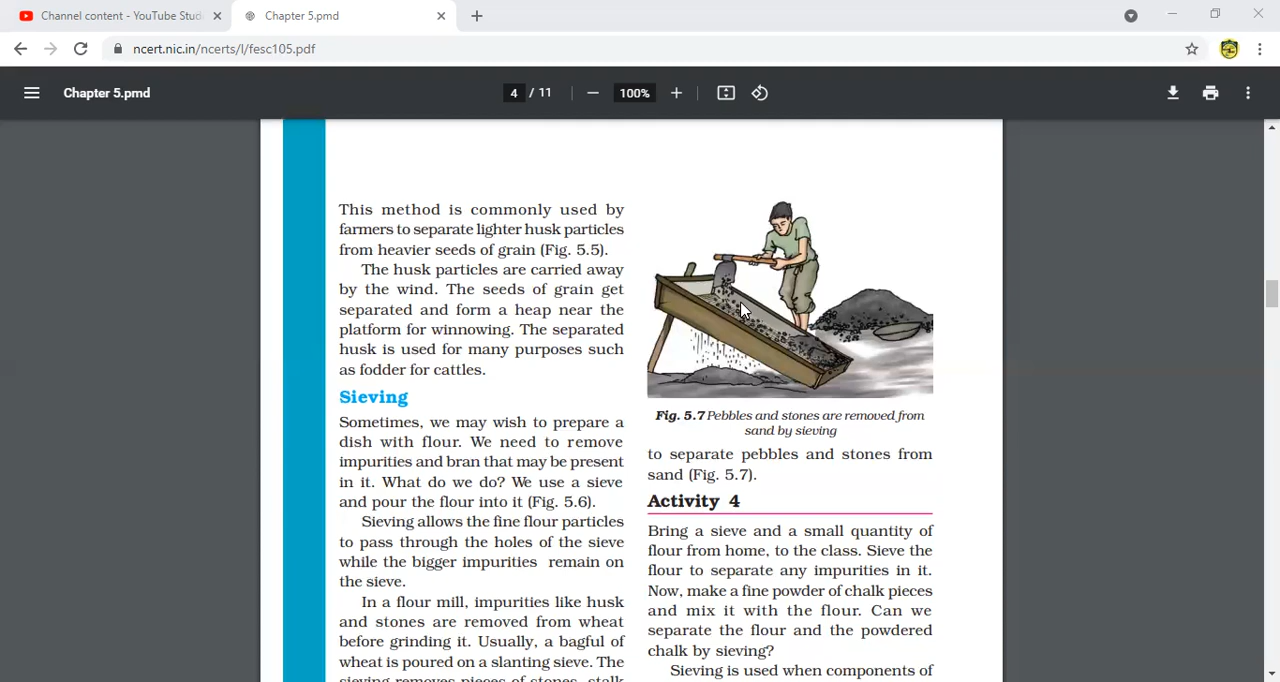 Channel content - YouTube Stud
Chapter 5.pmd
ncert.nic.in/ncerts/l/fesc105.pdf
Chapter 5.pmd
4 / 11
100%
This method is commonly used by
farmers to separate lighter husk particles
from heavier seeds of grain (Fig. 5.5).
The husk particles are carried away
by the wind. The seeds of grain get
separated and form a heap near the
platform for winnowing. The separated
husk is used for many purposes such
as fodder for cattles.
Sieving
Sometimes, we may wish to prepare a
dish with flour. We need to remove
impurities and bran that may be present
in it. What do we do? We use a sieve
and pour the flour into it (Fig. 5.6).
Sieving allows the fine flour particles
to pass through the holes of the sieve
while the bigger impurities remain on
the sieve.
In a flour mill, impurities like husk
and stones are removed from wheat
before grinding it. Usually, a bagful of
wheat is poured on a slanting sieve. The
sieving removes pieces of stones, stalk
Fig. 5.7 Pebbles and stones are removed from
sand by sieving
to separate pebbles and stones from
sand (Fig. 5.7).
Activity 4
Bring a sieve and a small quantity of
flour from home, to the class. Sieve the
flour to separate any impurities in it.
Now, make a fine powder of chalk pieces
and mix it with the flour. Can we
separate the flour and the powdered
chalk by sieving?
Sieving is used when components of